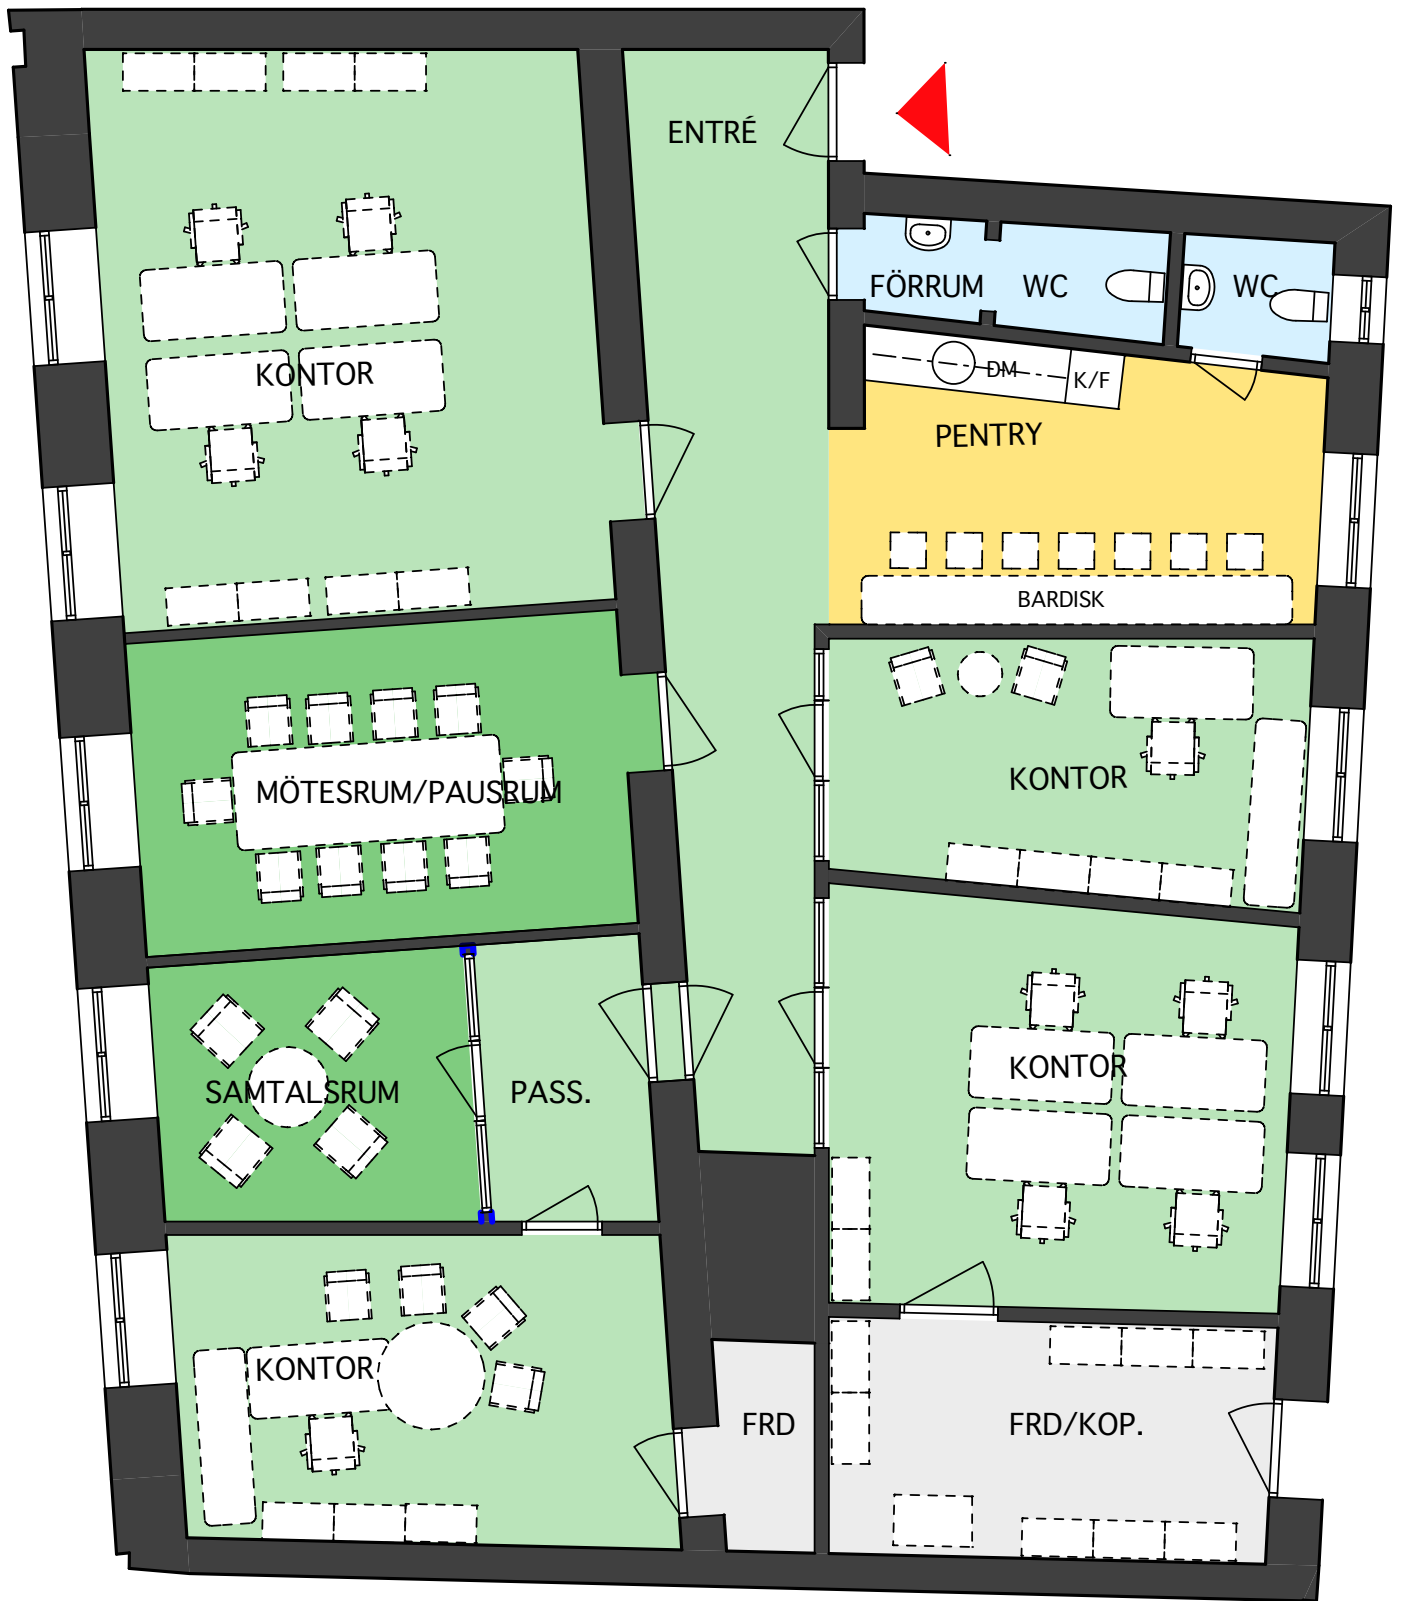 ENTRÉ
FÖRRUM
WC
WC
KONTOR
DM
K/F
PENTRY
BARDISK
MÖTESRUM/PAUSRUM
KONTOR
SAMTALSRUM
PASS.
KONTOR
KONTOR
FRD
FRD/KOP.